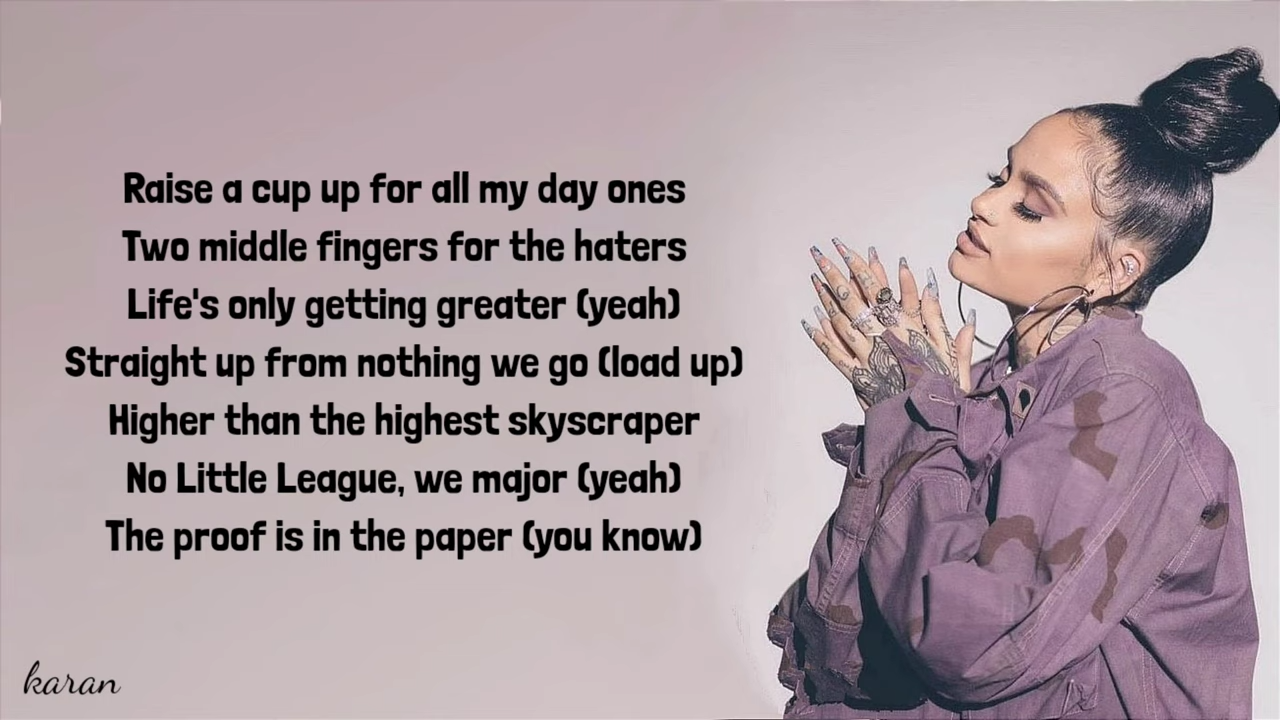 Raise a cup up for all my day ones
Two middle fingers for the haters
Life's only getting greater (yeah)
Straight up from nothing we go (load up)
Higher than the highest skyscraper
No Little League, we major (yeah)
The proof is in the paper (you know)
karan